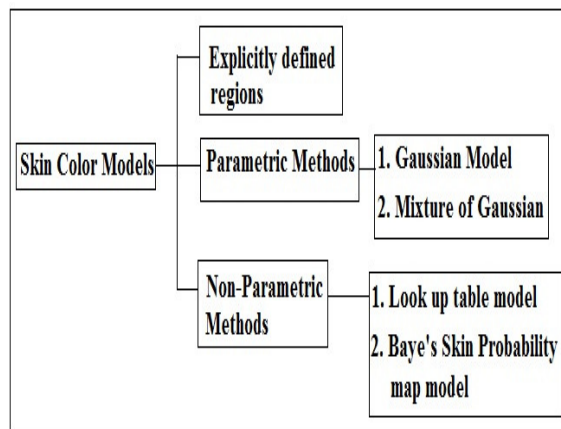 Explicitly defined
regions
Skin Color Models
Parametric Methods
1. Gaussian Model
2. Mixture of Gaussian
Non-Parametric
Methods
1. Look up table model
2. Baye's Skin Probability
map model